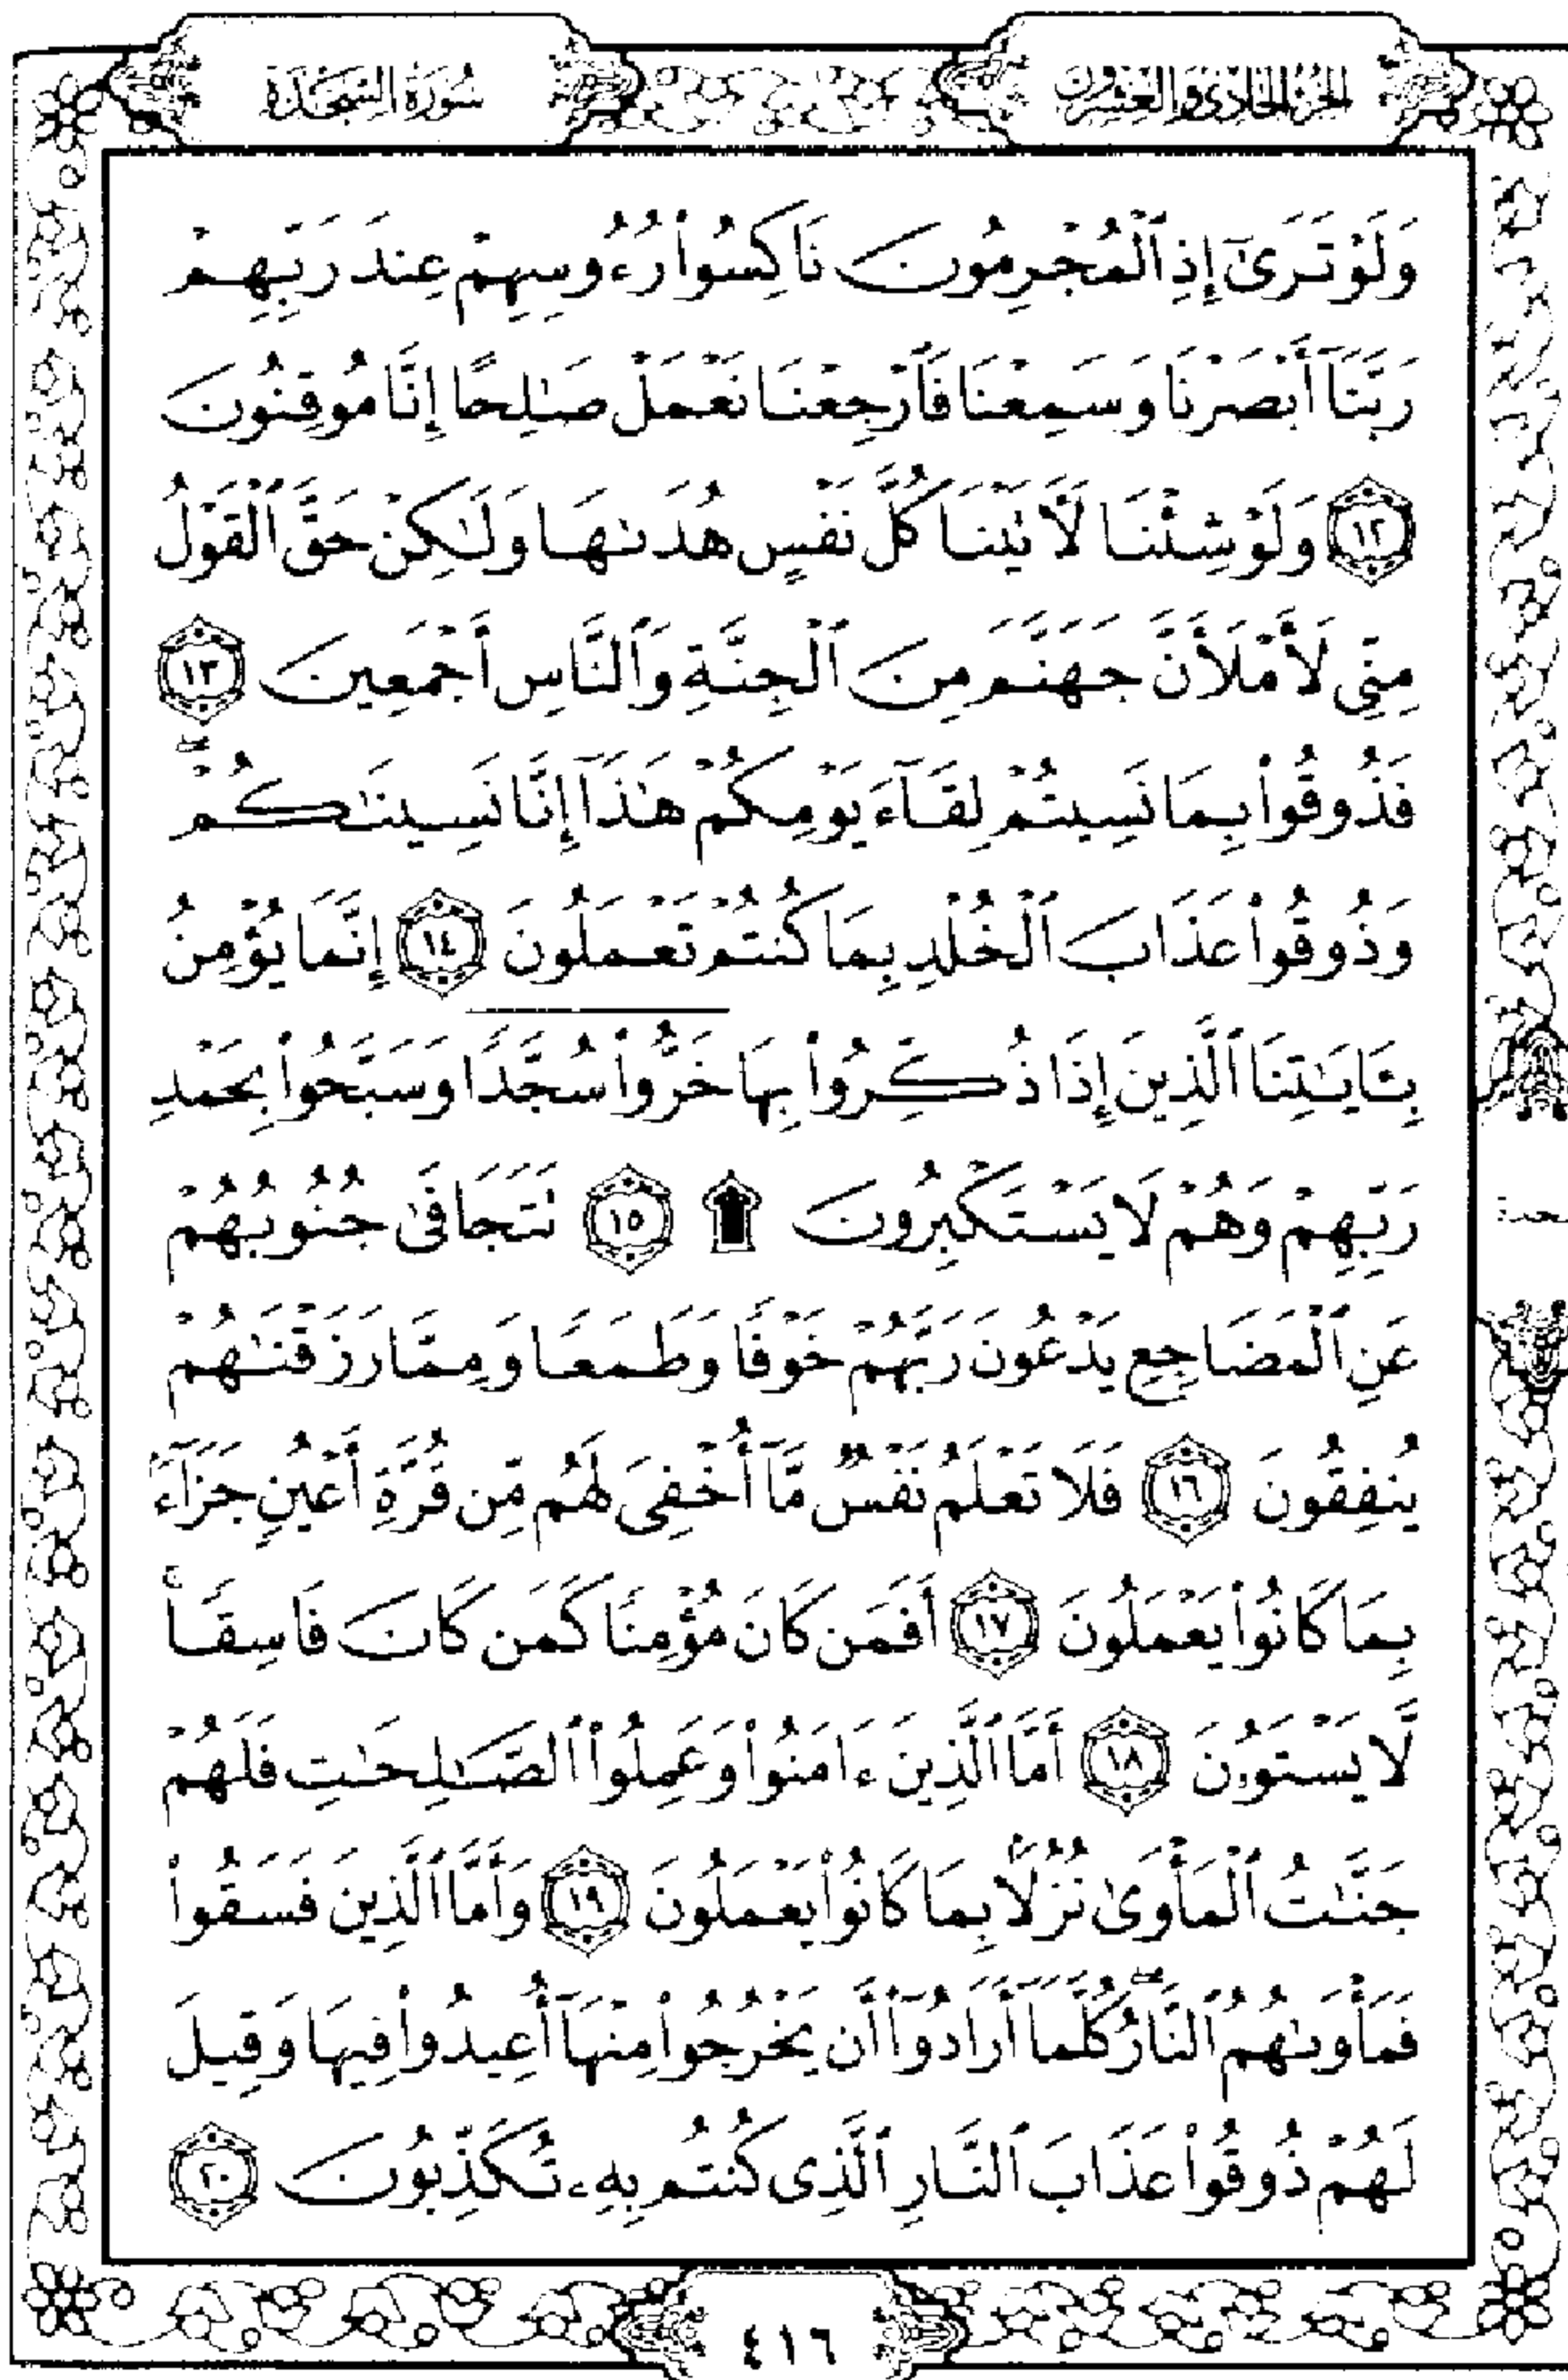 الجزء الحادي والعشرون
سورة السجدة
وَلَوْ تَرَىٰٓ إِذِ ٱلْمُجْرِمُونَ نَاكِسُوا۟ رُءُوسِهِمْ عِندَ رَبِّهِمْ
رَبَّنَآ أَبْصَرْنَا وَسَمِعْنَا فَٱرْجِعْنَا نَعْمَلْ صَٰلِحًا إِنَّا مُوقِنُونَ
١٢ وَلَوْ شِئْنَا لَءَاتَيْنَا كُلَّ نَفْسٍ هُدَىٰهَا وَلَٰكِنْ حَقَّ ٱلْقَوْلُ
مِنِّى لَأَمْلَأَنَّ جَهَنَّمَ مِنَ ٱلْجِنَّةِ وَٱلنَّاسِ أَجْمَعِينَ ١٣
فَذُوقُوا۟ بِمَا نَسِيتُمْ لِقَآءَ يَوْمِكُمْ هَٰذَآ إِنَّا نَسِينَٰكُمْ ۖ
وَذُوقُوا۟ عَذَابَ ٱلْخُلْدِ بِمَا كُنتُمْ تَعْمَلُونَ ١٤ إِنَّمَا يُؤْمِنُ
بِـَٔايَٰتِنَا ٱلَّذِينَ إِذَا ذُكِّرُوا۟ بِهَا خَرُّوا۟ سُجَّدًا وَسَبَّحُوا۟ بِحَمْدِ
رَبِّهِمْ وَهُمْ لَا يَسْتَكْبِرُونَ ۩ ١٥ تَتَجَافَىٰ جُنُوبُهُمْ
عَنِ ٱلْمَضَاجِعِ يَدْعُونَ رَبَّهُمْ خَوْفًا وَطَمَعًا وَمِمَّا رَزَقْنَٰهُمْ
يُنفِقُونَ ١٦ فَلَا تَعْلَمُ نَفْسٌ مَّآ أُخْفِىَ لَهُم مِّن قُرَّةِ أَعْيُنٍ جَزَآءًۢ
بِمَا كَانُوا۟ يَعْمَلُونَ ١٧ أَفَمَن كَانَ مُؤْمِنًا كَمَن كَانَ فَاسِقًا ۚ
لَّا يَسْتَوُۥنَ ١٨ أَمَّا ٱلَّذِينَ ءَامَنُوا۟ وَعَمِلُوا۟ ٱلصَّٰلِحَٰتِ فَلَهُمْ
جَنَّٰتُ ٱلْمَأْوَىٰ نُزُلًۢا بِمَا كَانُوا۟ يَعْمَلُونَ ١٩ وَأَمَّا ٱلَّذِينَ فَسَقُوا۟
فَمَأْوَىٰهُمُ ٱلنَّارُ ۖ كُلَّمَآ أَرَادُوٓا۟ أَن يَخْرُجُوا۟ مِنْهَآ أُعِيدُوا۟ فِيهَا وَقِيلَ
لَهُمْ ذُوقُوا۟ عَذَابَ ٱلنَّارِ ٱلَّذِى كُنتُم بِهِۦ تُكَذِّبُونَ ٢٠
٤١٦